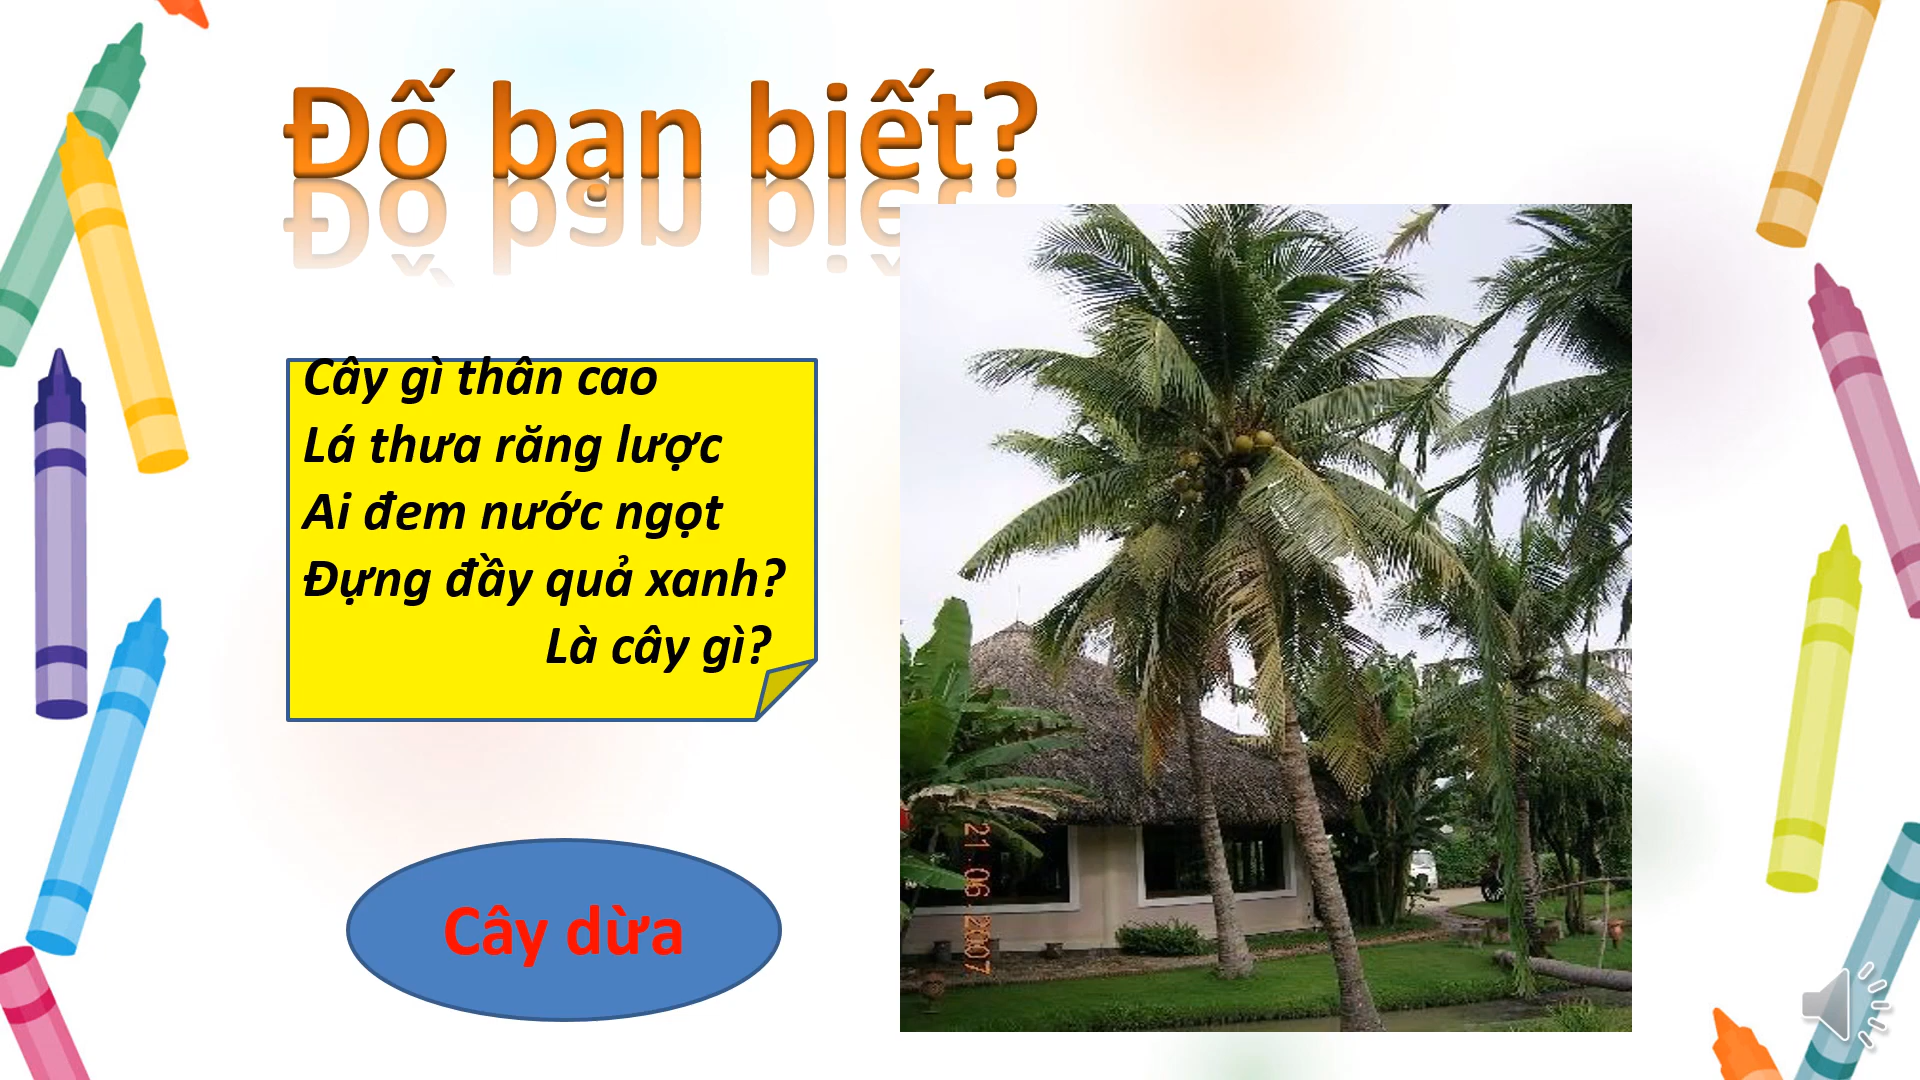 Đố bạn biết?
Cây gì thân cao
Lá thưa răng lược
Ai đem nước ngọt
Đựng đầy quả xanh?
Là cây gì?
Cây dừa
21.06.2007